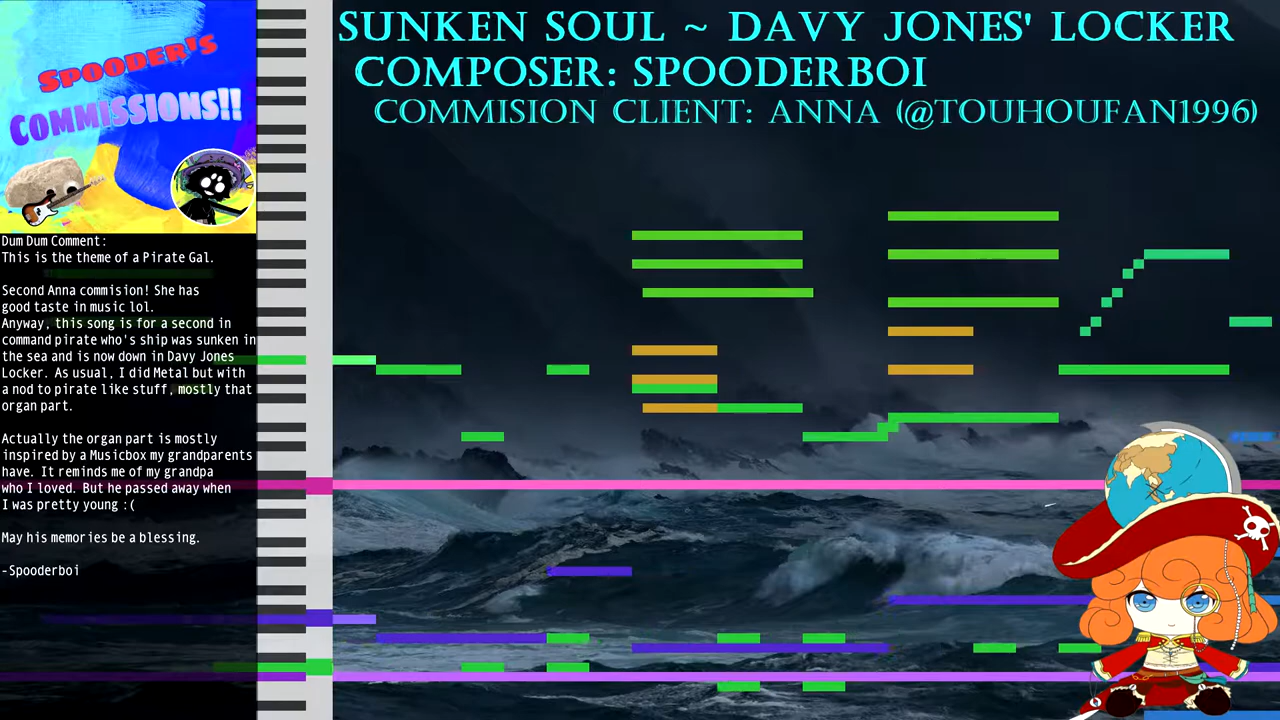 SUNKEN SOUL ~ DAVY JONES' LOCKER
COMPOSER: SPOODERBOI
COMMISION CLIENT: ANNA (@TOUHOUFAN1996)
SPOODER'S
COMMISSIONS!!
Dum Dum Comment:
This is the theme of a Pirate Gal.
Second Anna commision! She has
good taste in music lol.
Anyway, this song is for a second in
command pirate who's ship was sunken in
the sea and is now down in Davy Jones
Locker. As usual, I did Metal but with
a nod to pirate like stuff, mostly that
organ part.
Actually the organ part is mostly
inspired by a Musicbox my grandparents
have. It reminds me of my grandpa
who I loved. But he passed away when
I was pretty young :(
May his memories be a blessing.
-Spooderboi